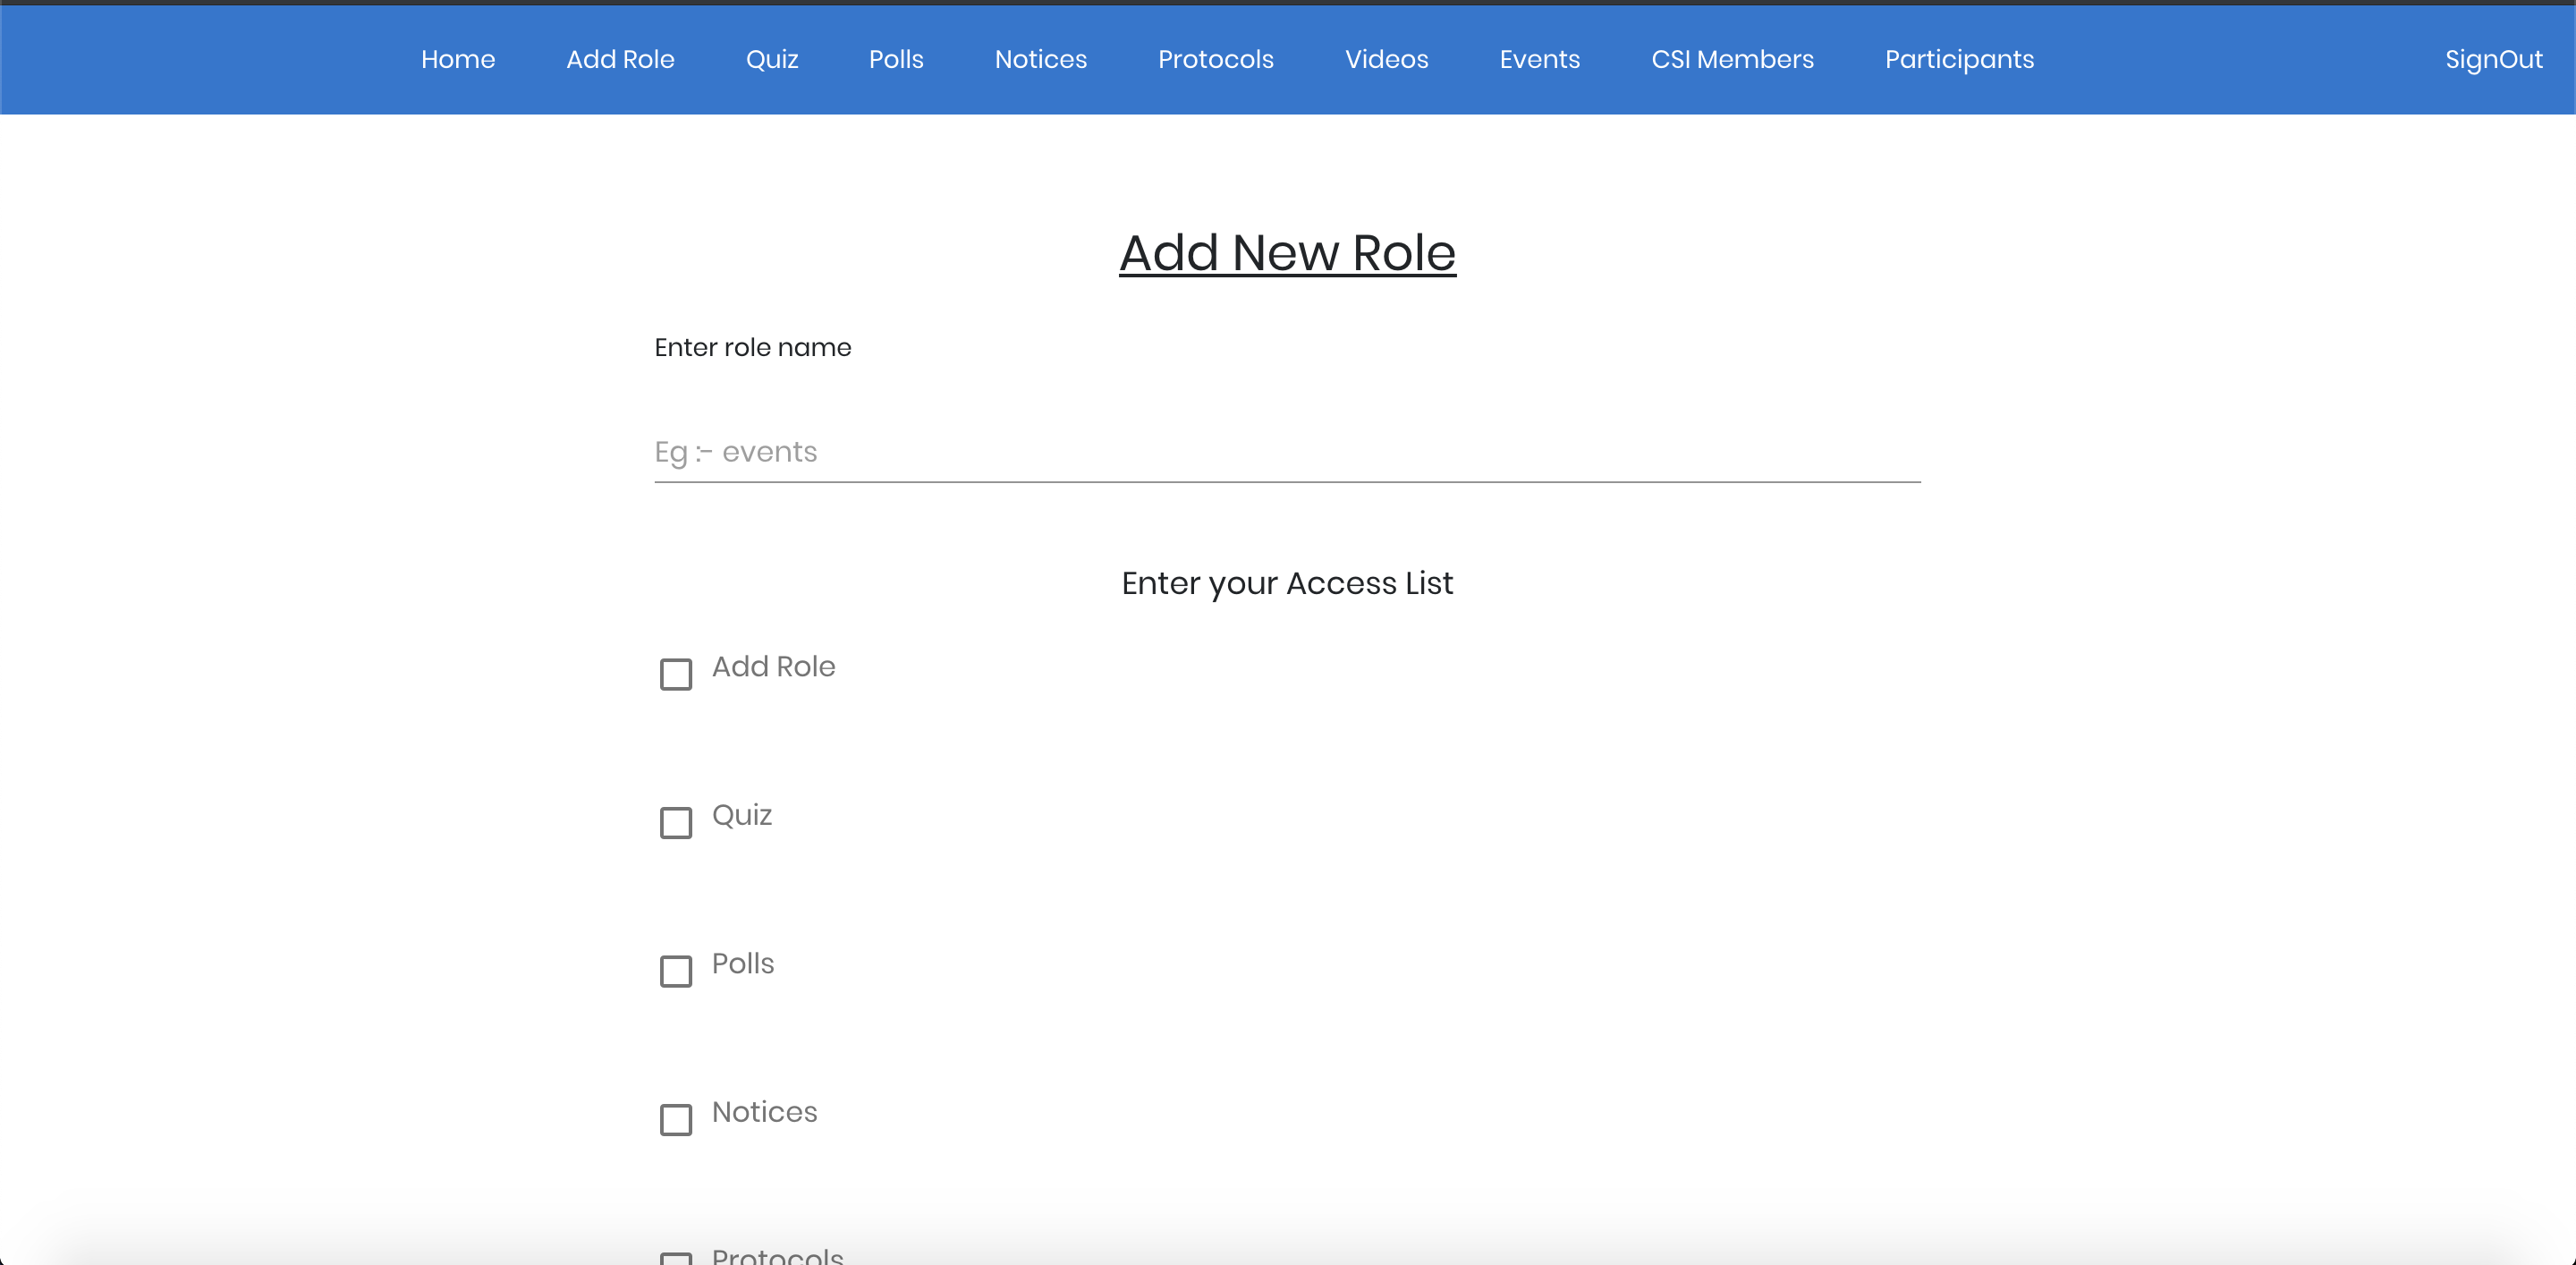 Home Add Role Quiz Polls Notices Protocols Videos Events CSI Members Participants SignOut
Add New Role
Enter role name
Eg :- events
Enter your Access List
Add Role
Quiz
Polls
Notices
Protocols